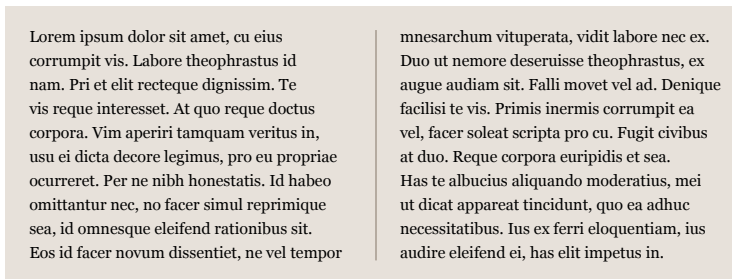 Lorem ipsum dolor sit amet, cu eius
corrumpit vis. Labore theophrastus id
nam. Pri et elit recteque dignissim. Te
vis reque interesset. At quo reque doctus
corpora. Vim aperiri tamquam veritus in,
usu ei dicta decore legimus, pro eu propriae
ocurreret. Per ne nibh honestatis. Id habeo
omittantur nec, no facer simul reprimique
sea, id omnesque eleifend rationibus sit.
Eos id facer novum dissentiet, ne vel tempor
mnesarchum vituperata, vidit labore nec ex.
Duo ut nemore deseruisse theophrastus, ex
augue audiam sit. Falli movet vel ad. Denique
facilisi te vis. Primis inermis corrumpit ea
vel, facer soleat scripta pro cu. Fugit civibus
at duo. Reque corpora euripidis et sea.
Has te albucius aliquando moderatius, mei
ut dicat appareat tincidunt, quo ea adhuc
necessitatibus. Ius ex ferri eloquentiam, ius
audire eleifend ei, has elit impetus in.